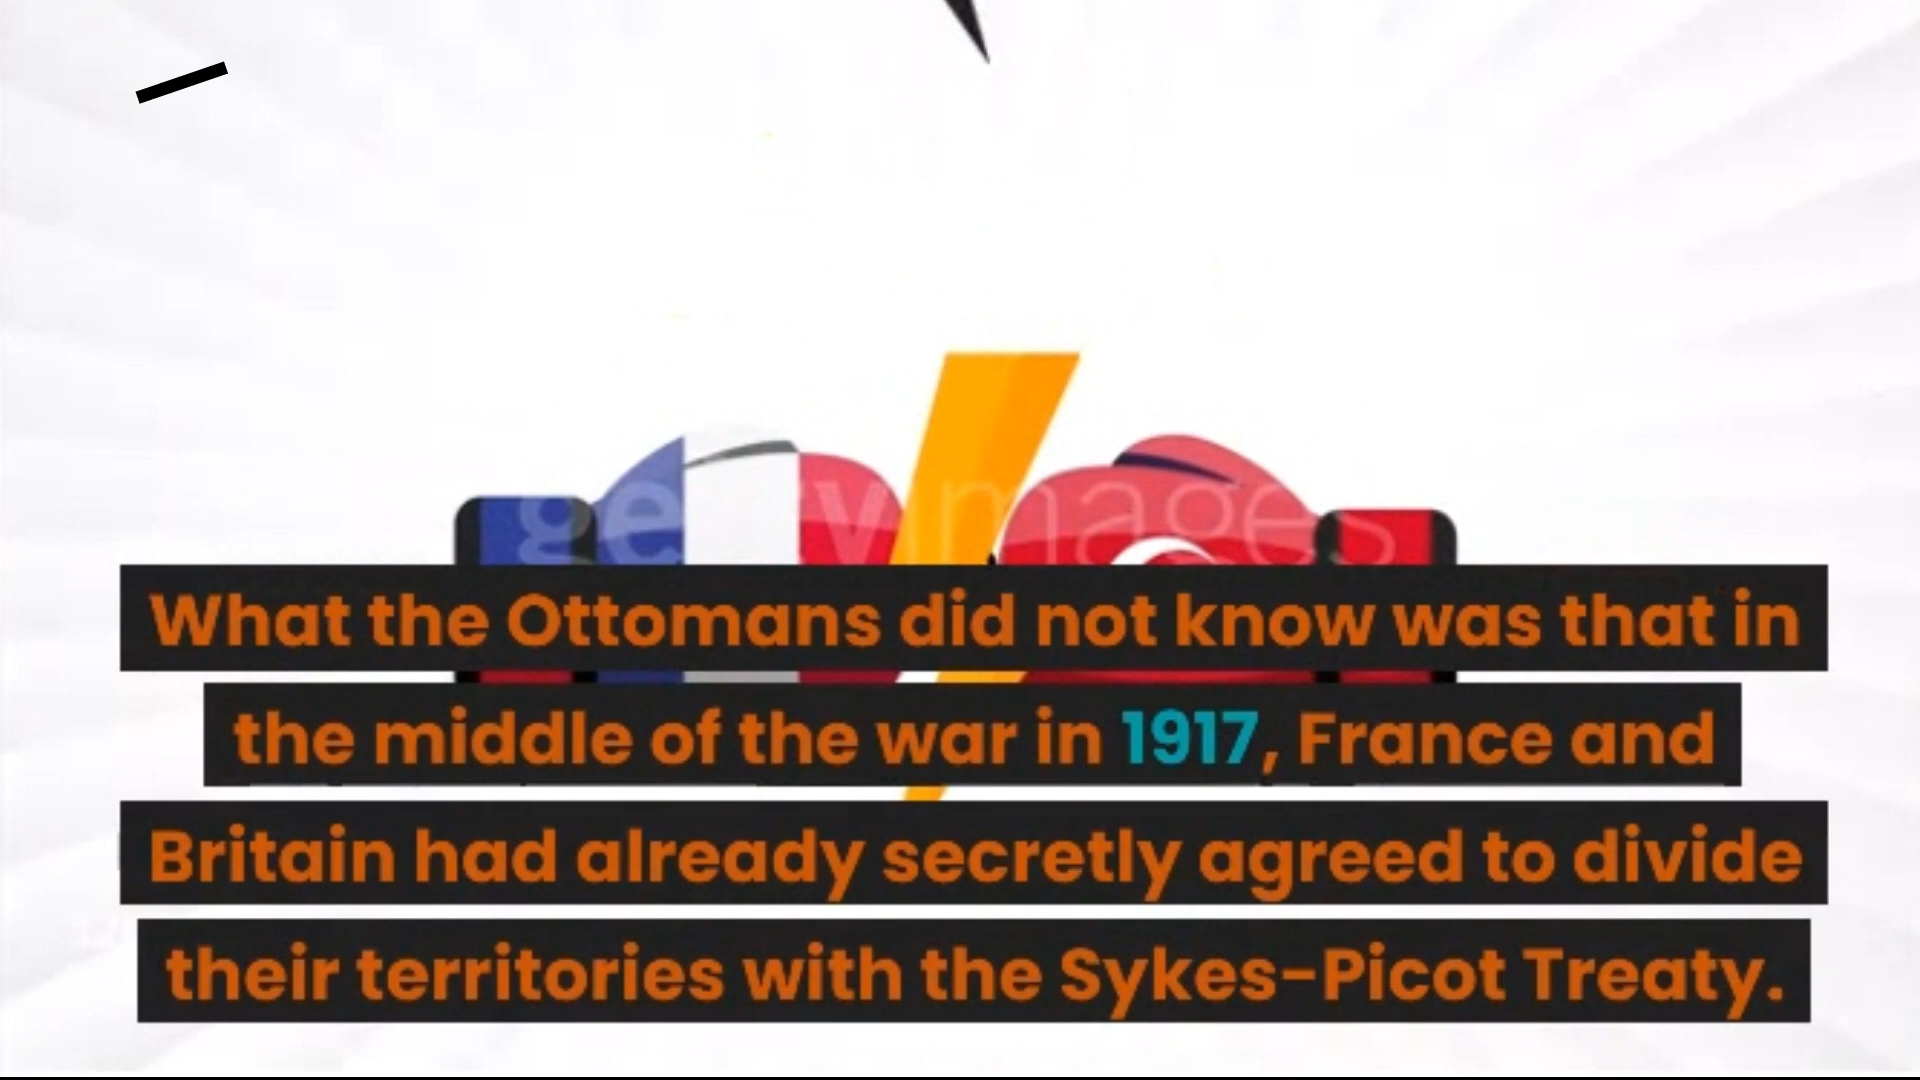 gettyimages
What the Ottomans did not know was that in
the middle of the war in 1917, France and
Britain had already secretly agreed to divide
their territories with the Sykes-Picot Treaty.